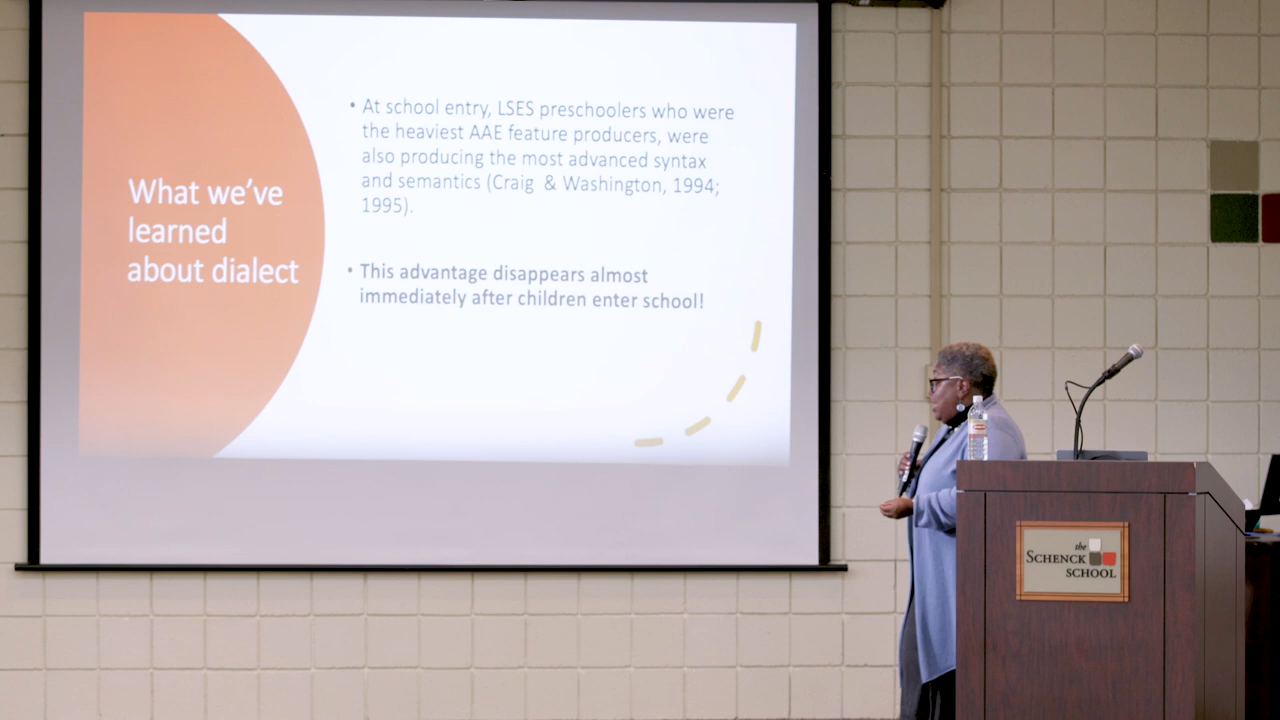 What we've
learned
about dialect
• At school entry, LSES preschoolers who were
the heaviest AAE feature producers, were
also producing the most advanced syntax
and semantics (Craig & Washington, 1994;
1995).
• This advantage disappears almost
immediately after children enter school!
the
SCHENCK
SCHOOL